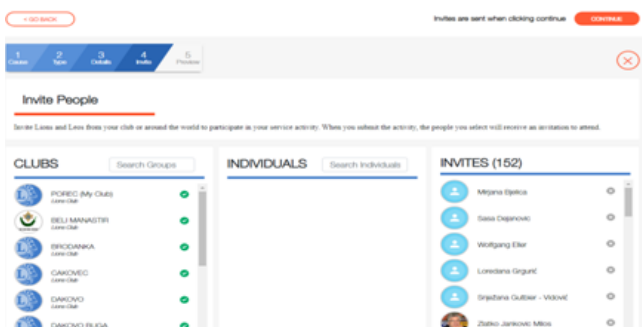 < GO BACK
Invites are sent when clicking continue
CONTINUE
1 2 3 4 5
Cause Type Details Invite Preview
Invite People
Invite Lions and Leos from your club or around the world to participate in your service activity. When you submit the activity, the people you select will receive an invitation to attend.
CLUBS
Search Groups
POREC (My Club)
Lions Club
BELI MANASTIR
Lions Club
BRODANKA
Lions Club
CAKOVEC
Lions Club
DAKOVO
Lions Club
DAKOVO BUGA
INDIVIDUALS
Search Individuals
INVITES (152)
Mirjana Bjelica
Sasa Dejanovic
Wolfgang Eller
Loredana Grgurić
Snježana Gutbier - Vidović
Zlatko Jankovic Milos